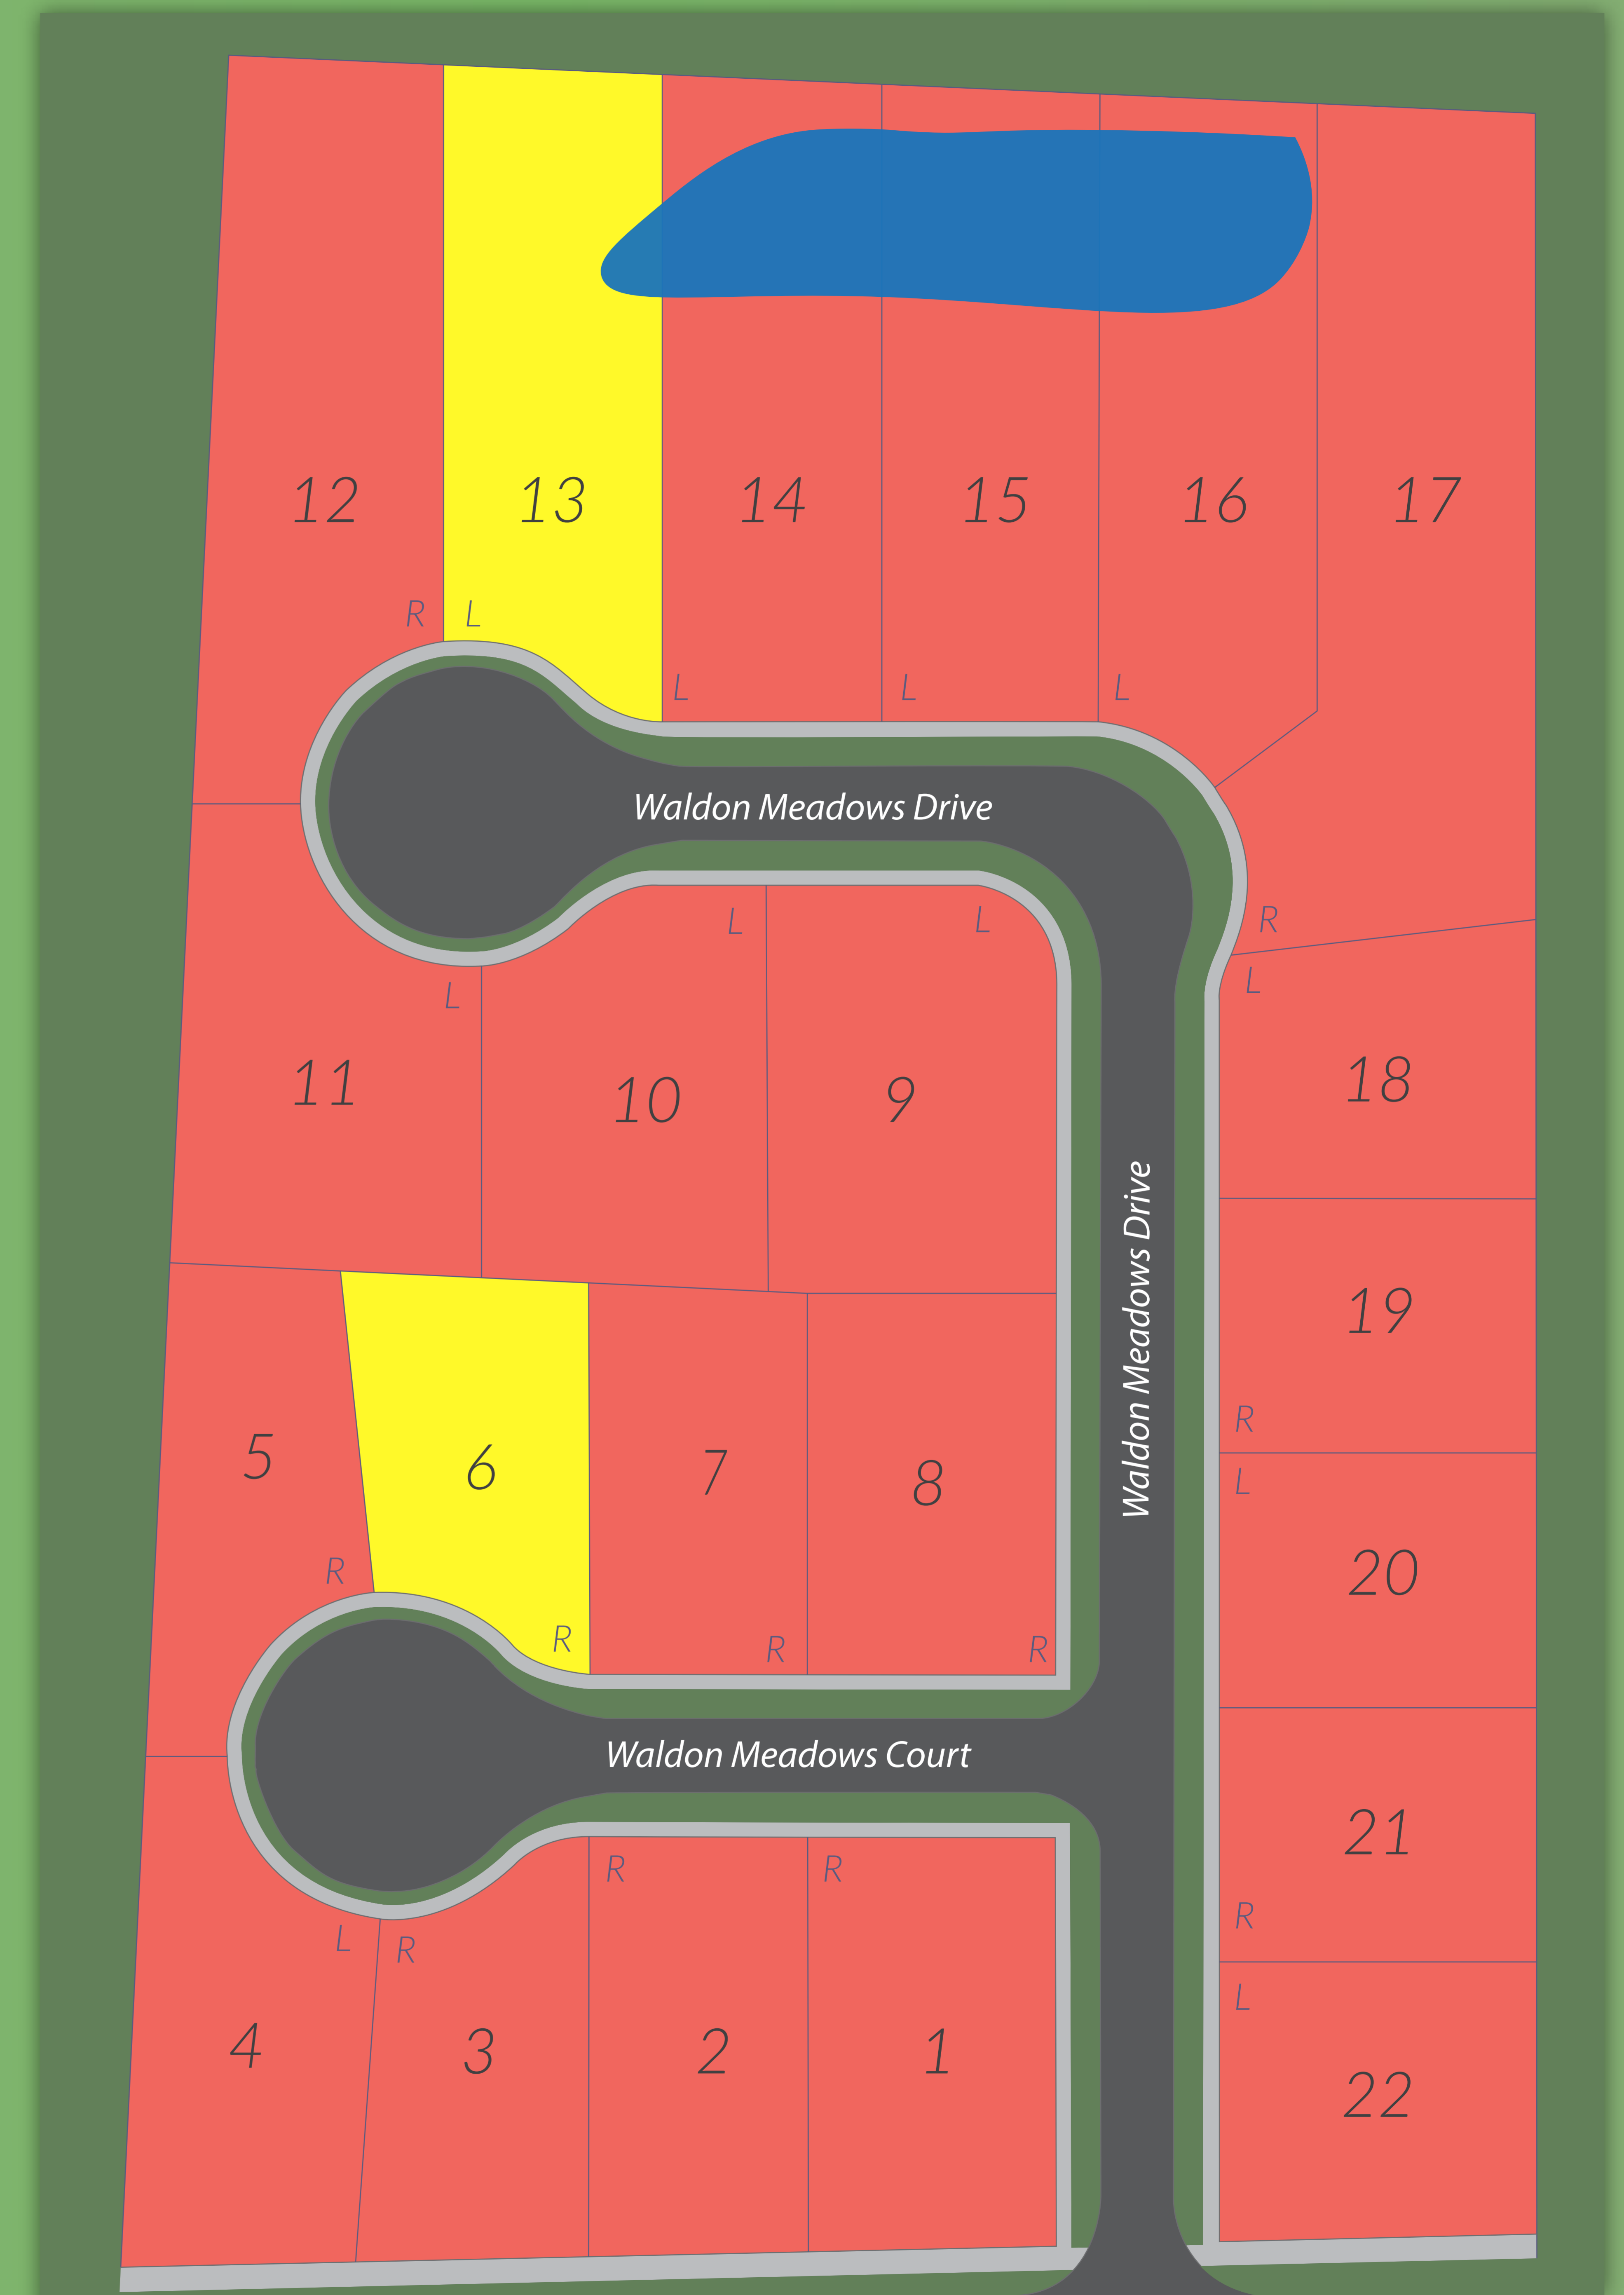 12 13 14 15 16 17
R L
L L L
Waldon Meadows Drive
L L R
L L
11 10 9 18
Waldon Meadows Drive
19
5 6 7 8 R
L
20
R
R R R
Waldon Meadows Court
21
R R R
L R
L
4 3 2 1
22